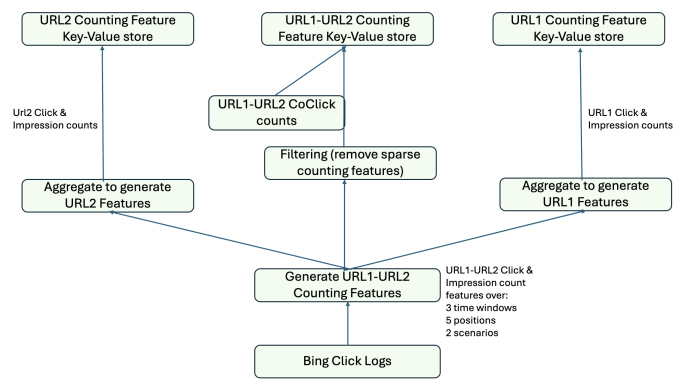 URL2 Counting Feature
Key-Value store
URL1-URL2 Counting
Feature Key-Value store
URL1 Counting Feature
Key-Value store
Url2 Click &
Impression counts
URL1-URL2 CoClick
counts
URL1 Click &
Impression counts
Filtering (remove sparse
counting features)
Aggregate to generate
URL2 Features
Aggregate to generate
URL1 Features
Generate URL1-URL2
Counting Features
URL1-URL2 Click &
Impression count
features over:
3 time windows
5 positions
2 scenarios
Bing Click Logs